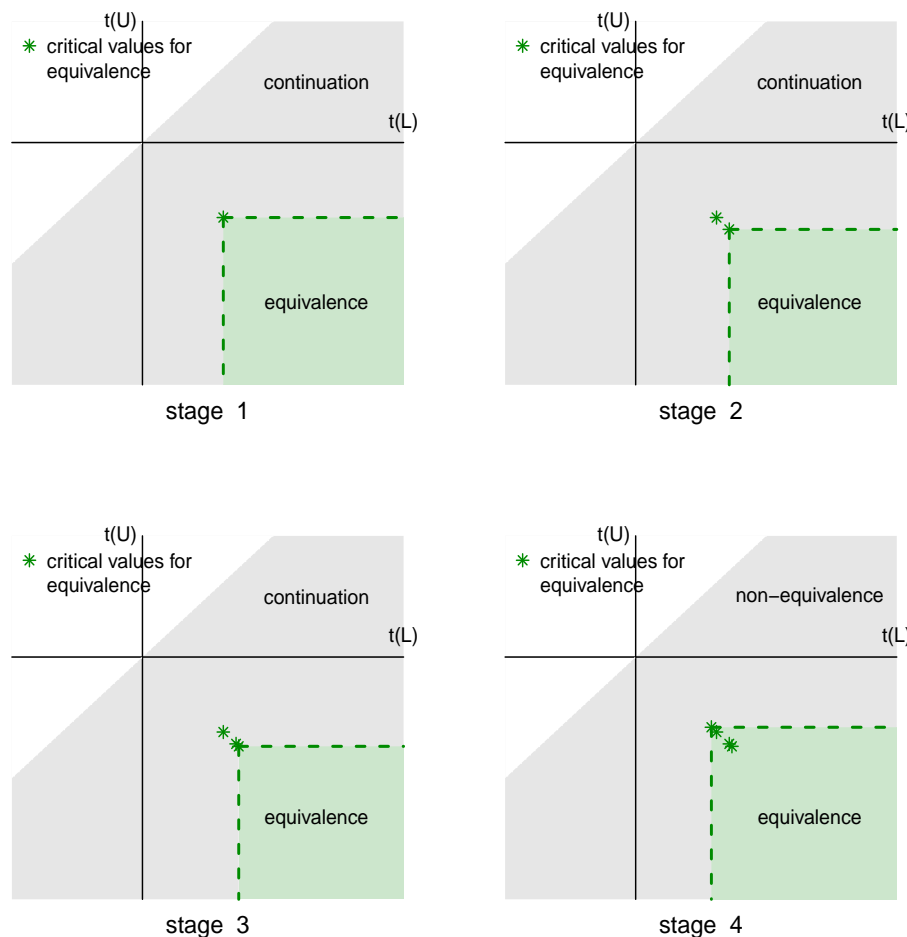 t(U)
critical values for
equivalence
continuation
t(L)
equivalence
stage 1
t(U)
critical values for
equivalence
continuation
t(L)
equivalence
stage 2
t(U)
critical values for
equivalence
continuation
t(L)
equivalence
stage 3
t(U)
critical values for
equivalence
non−equivalence
t(L)
equivalence
stage 4